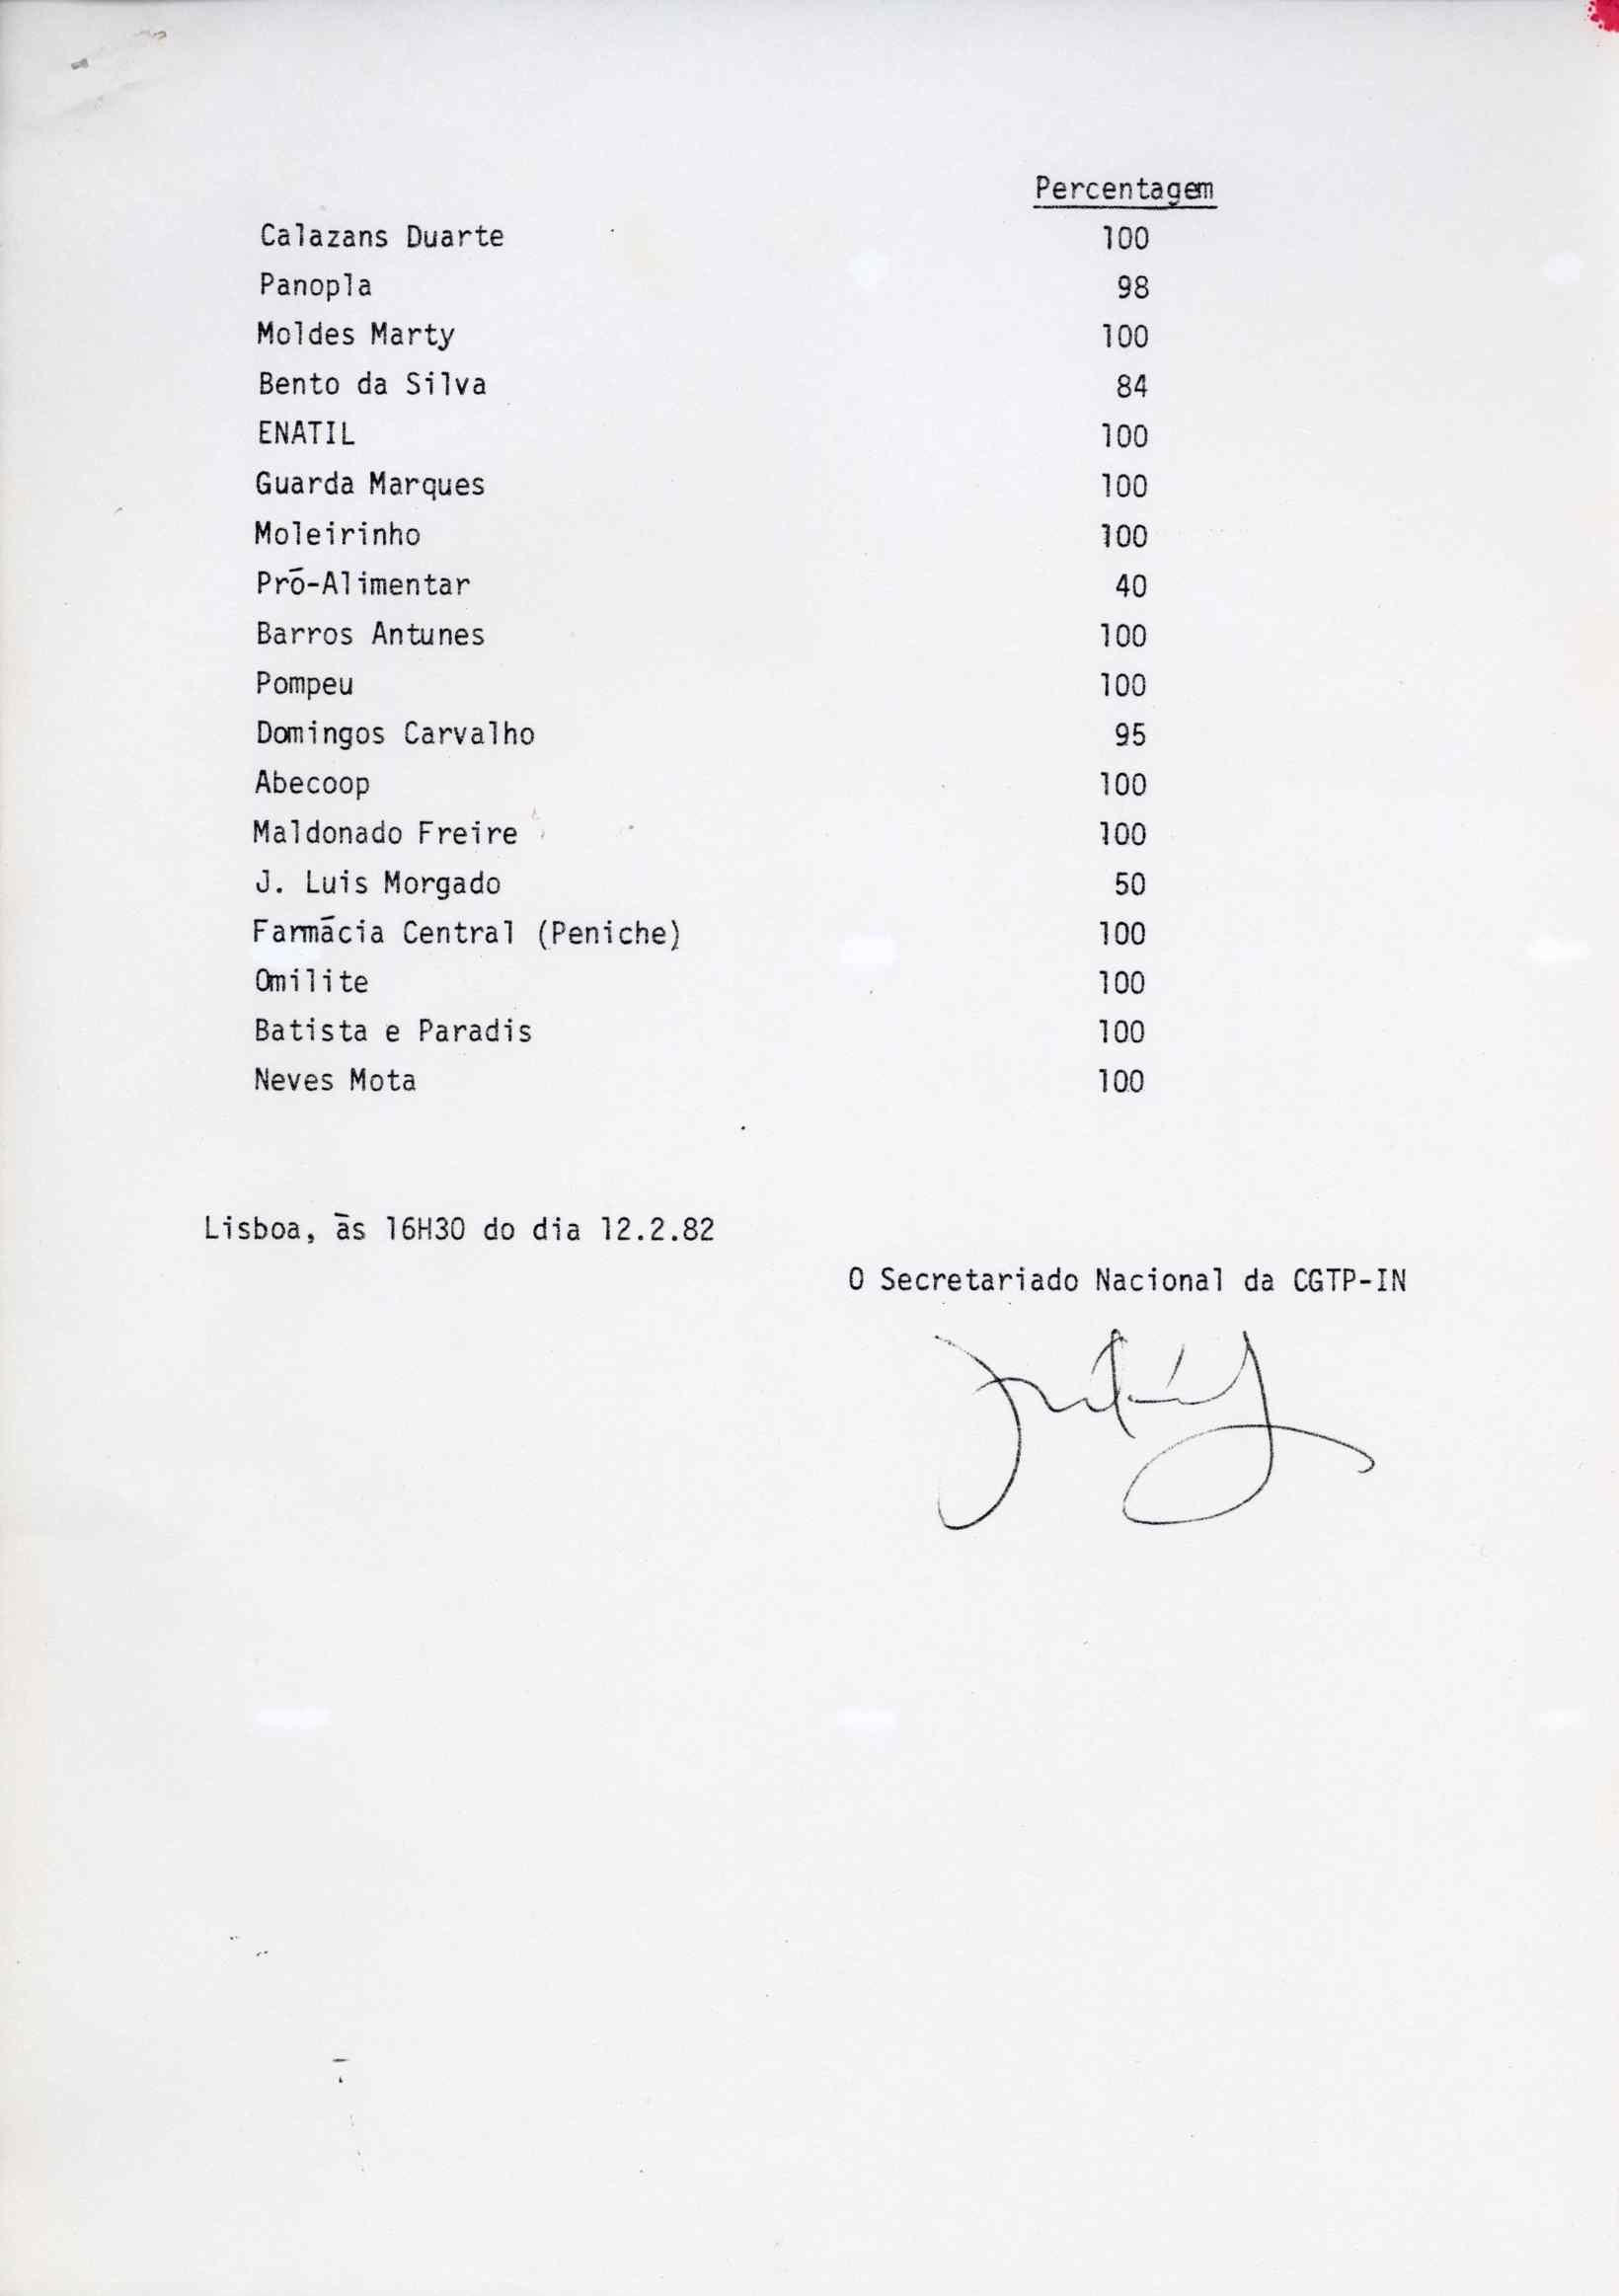 Percentagem
Calazans Duarte 100
Panopla 98
Moldes Marty 100
Bento da Silva 84
ENATIL 100
Guarda Marques 100
Moleirinho 100
Pró-Alimentar 40
Barros Antunes 100
Pompeu 100
Domingos Carvalho 95
Abecoop 100
Maldonado Freire 100
J. Luis Morgado 50
Farmácia Central (Peniche) 100
Omilite 100
Batista e Paradis 100
Neves Mota 100
Lisboa, às 16H30 do dia 12.2.82
O Secretariado Nacional da CGTP-IN